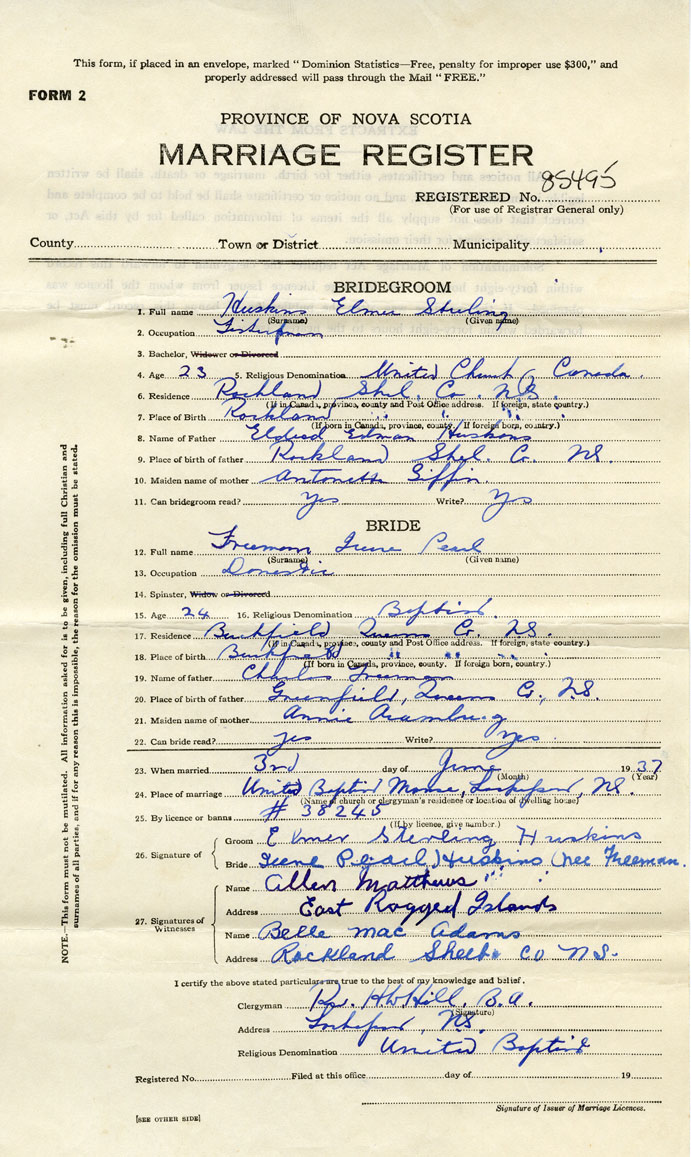 This form, if placed in an envelope, marked "Dominion Statistics—Free, penalty for improper use $300," and
properly addressed will pass through the Mail "FREE."
FORM 2
PROVINCE OF NOVA SCOTIA
MARRIAGE REGISTER
REGISTERED No. 85495
(For use of Registrar General only)
County Town or District Municipality
BRIDEGROOM
1. Full name Huskins Elmer Sterling
(Surname) (Given name)
2. Occupation Fisherman
3. Bachelor, Widower or Divorced
4. Age 23 5. Religious Denomination United Church, Canada.
6. Residence Rockland Shel. Co. N.S.
(If in Canada, province, county and Post Office address. If foreign, state country.)
7. Place of Birth Rockland " " " "
(If born in Canada, province, county. If foreign born, country.)
8. Name of Father Huskins
9. Place of birth of father Rockland Shel. Co. N.S.
10. Maiden name of mother
11. Can bridegroom read? Yes Write? Yes
BRIDE
12. Full name Freeman Irene Pearl
(Surname) (Given name)
13. Occupation Domestic
14. Spinster, Widow or Divorced
15. Age 24 16. Religious Denomination Baptist.
17. Residence Buckfield Queens Co. N.S.
(If in Canada, province, county and Post Office address. If foreign, state country.)
18. Place of birth Buckfield " " "
(If born in Canada, province, county. If foreign born, country.)
19. Name of father Charles Freeman
20. Place of birth of father Greenfield, Queens Co., N.S.
21. Maiden name of mother Annie
22. Can bride read? Yes Write? Yes
23. When married 3rd day of June 1937
(Month) (Year)
24. Place of marriage United Baptist Manse, Lockeport, N.S.
(Name of church or clergyman's residence or location of dwelling house)
25. By licence or banns # 38245
(If by licence, give number.)
26. Signature of
Groom Elmer Sterling Huskins
Bride Irene Pearl Huskins (nee Freeman.
27. Signatures of Witnesses
Name Allen Matthews
Address East Ragged Islands
Name Belle Mac Adams
Address Rockland Shelb. Co N.S.
I certify the above stated particulars are true to the best of my knowledge and belief.
Clergyman Rev. H.W. Hill, B.A.
(Signature)
Address Lockeport, N.S.
Religious Denomination United Baptist
Registered No. Filed at this office day of 19
Signature of Issuer of Marriage Licences.
[SEE OTHER SIDE]
NOTE.—This form must not be mutilated. All information asked for is to be given, including full Christian and
surnames of all parties, and if for any reason this is impossible, the reason for the omission must be stated.